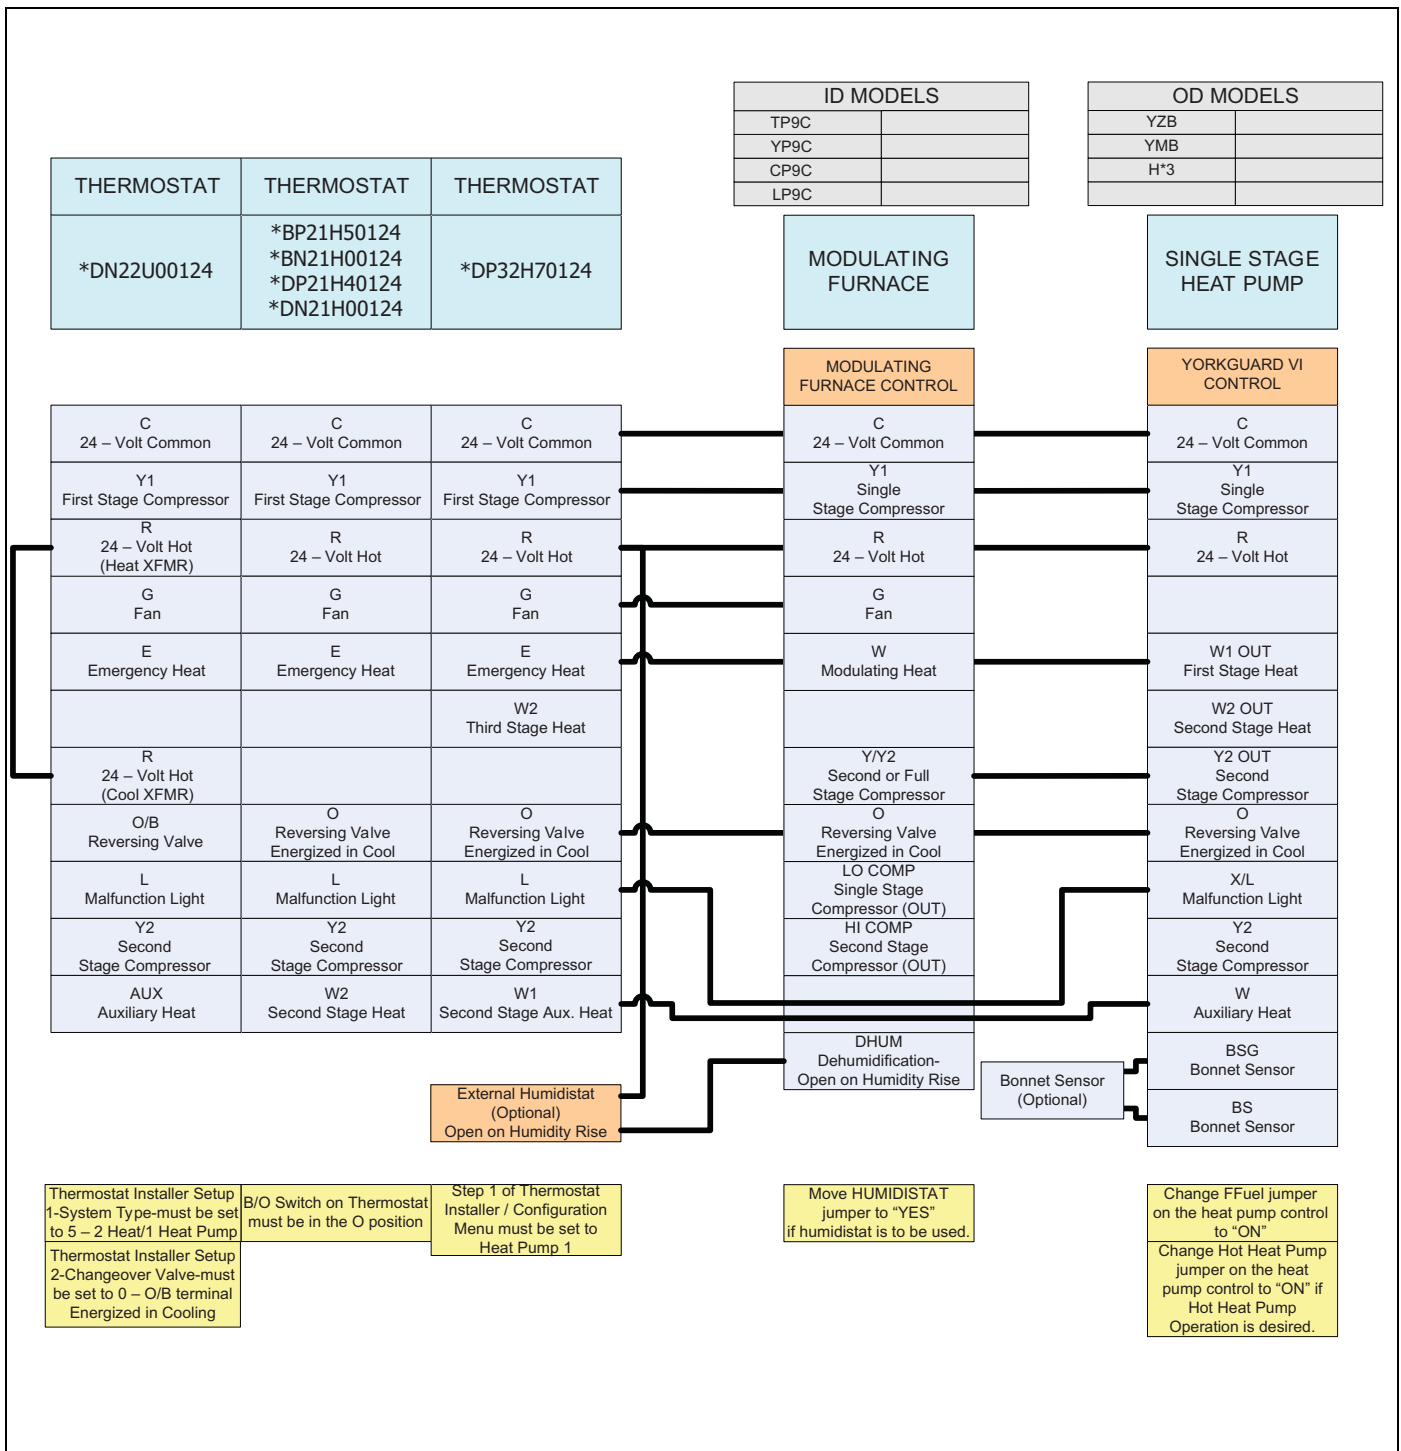 ID MODELS
TP9C
YP9C
CP9C
LP9C
OD MODELS
YZB
YMB
H*3
THERMOSTAT
THERMOSTAT
THERMOSTAT
*DN22U00124
*BP21H50124
*BN21H00124
*DP21H40124
*DN21H00124
*DP32H70124
MODULATING
FURNACE
SINGLE STAGE
HEAT PUMP
MODULATING
FURNACE CONTROL
YORKGUARD VI
CONTROL
C
24 – Volt Common
C
24 – Volt Common
C
24 – Volt Common
C
24 – Volt Common
C
24 – Volt Common
Y1
First Stage Compressor
Y1
First Stage Compressor
Y1
First Stage Compressor
Y1
Single
Stage Compressor
Y1
Single
Stage Compressor
R
24 – Volt Hot
(Heat XFMR)
R
24 – Volt Hot
R
24 – Volt Hot
R
24 – Volt Hot
R
24 – Volt Hot
G
Fan
G
Fan
G
Fan
G
Fan
E
Emergency Heat
E
Emergency Heat
E
Emergency Heat
W
Modulating Heat
W1 OUT
First Stage Heat
W2
Third Stage Heat
W2 OUT
Second Stage Heat
R
24 – Volt Hot
(Cool XFMR)
Y/Y2
Second or Full
Stage Compressor
Y2 OUT
Second
Stage Compressor
O/B
Reversing Valve
O
Reversing Valve
Energized in Cool
O
Reversing Valve
Energized in Cool
O
Reversing Valve
Energized in Cool
O
Reversing Valve
Energized in Cool
L
Malfunction Light
L
Malfunction Light
L
Malfunction Light
LO COMP
Single Stage
Compressor (OUT)
X/L
Malfunction Light
Y2
Second
Stage Compressor
Y2
Second
Stage Compressor
Y2
Second
Stage Compressor
HI COMP
Second Stage
Compressor (OUT)
Y2
Second
Stage Compressor
AUX
Auxiliary Heat
W2
Second Stage Heat
W1
Second Stage Aux. Heat
W
Auxiliary Heat
DHUM
Dehumidification-
Open on Humidity Rise
BSG
Bonnet Sensor
Bonnet Sensor
(Optional)
BS
Bonnet Sensor
External Humidistat
(Optional)
Open on Humidity Rise
Thermostat Installer Setup
1-System Type-must be set
to 5 – 2 Heat/1 Heat Pump
B/O Switch on Thermostat
must be in the O position
Step 1 of Thermostat
Installer / Configuration
Menu must be set to
Heat Pump 1
Move HUMIDISTAT
jumper to “YES”
if humidistat is to be used.
Change FFuel jumper
on the heat pump control
to “ON”
Thermostat Installer Setup
2-Changeover Valve-must
be set to 0 – O/B terminal
Energized in Cooling
Change Hot Heat Pump
jumper on the heat
pump control to “ON” if
Hot Heat Pump
Operation is desired.